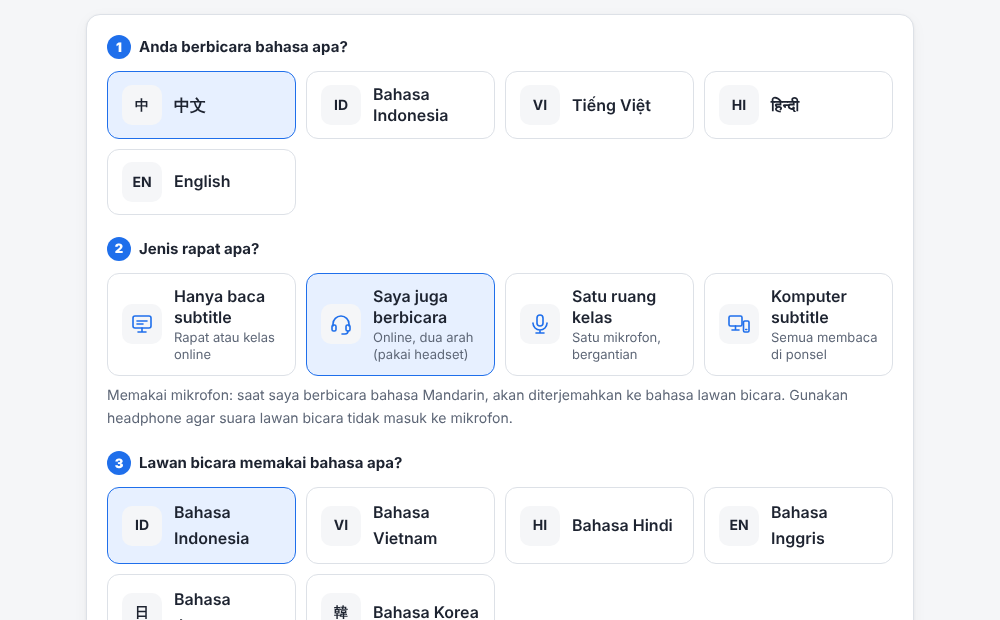 1 Anda berbicara bahasa apa?
中 中文
ID Bahasa Indonesia
VI Tiếng Việt
HI हिन्दी
EN English
2 Jenis rapat apa?
Hanya baca subtitle
Rapat atau kelas online
Saya juga berbicara
Online, dua arah (pakai headset)
Satu ruang kelas
Satu mikrofon, bergantian
Komputer subtitle
Semua membaca di ponsel
Memakai mikrofon: saat saya berbicara bahasa Mandarin, akan diterjemahkan ke bahasa lawan bicara. Gunakan
headphone agar suara lawan bicara tidak masuk ke mikrofon.
3 Lawan bicara memakai bahasa apa?
ID Bahasa Indonesia
VI Bahasa Vietnam
HI Bahasa Hindi
EN Bahasa Inggris
日 Bahasa
韓 Bahasa Korea